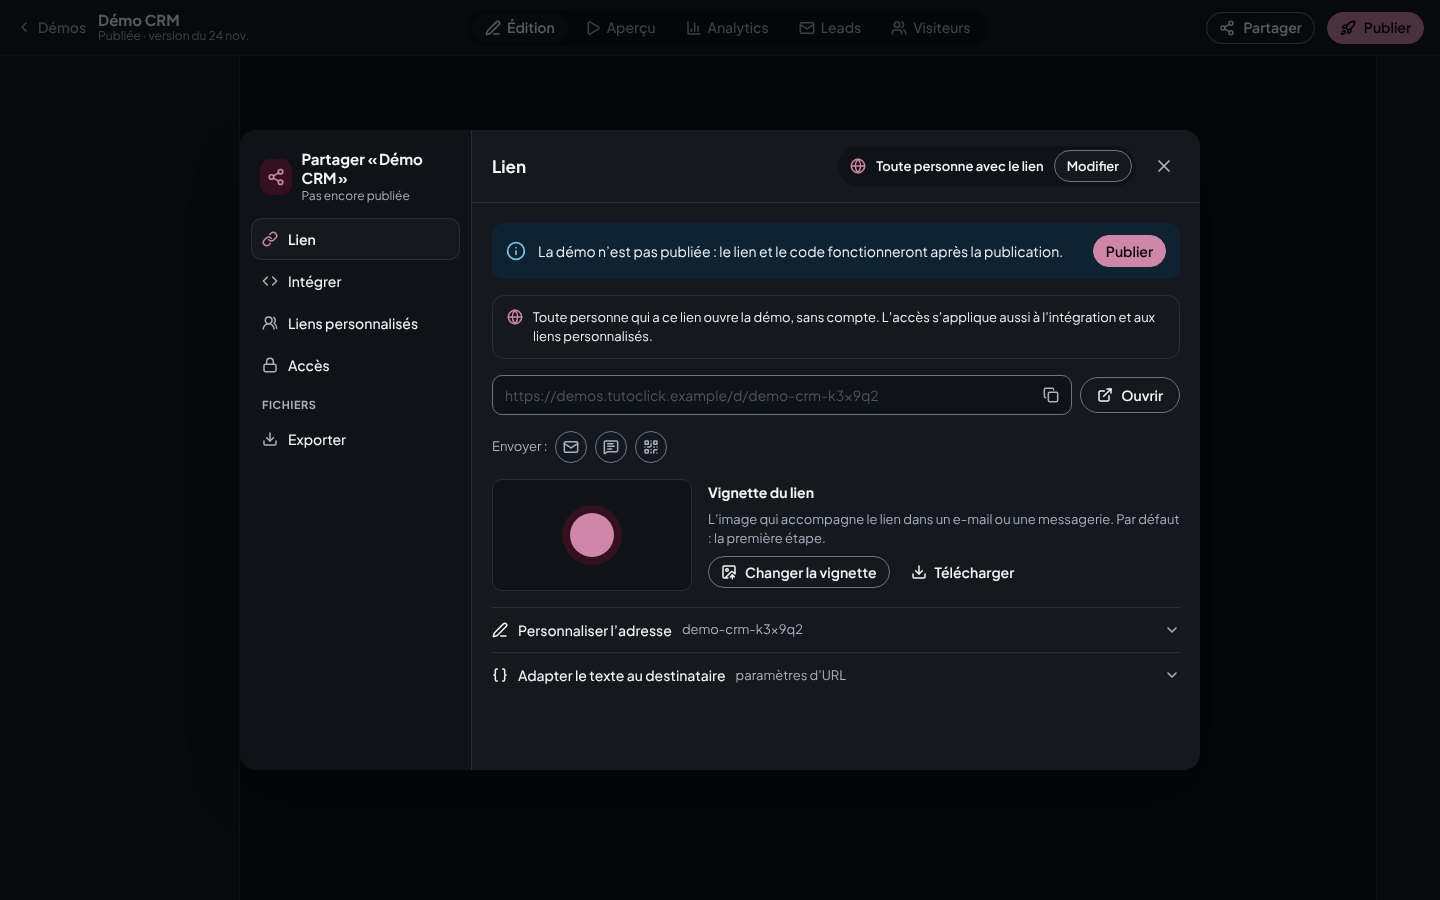 Démos
Démo CRM
Publiée · version du 24 nov.
Édition
Aperçu
Analytics
Leads
Visiteurs
Partager
Publier
Partager « Démo
CRM »
Pas encore publiée
Lien
Intégrer
Liens personnalisés
Accès
FICHIERS
Exporter
Lien
Toute personne avec le lien
Modifier
La démo n’est pas publiée : le lien et le code fonctionneront après la publication.
Publier
Toute personne qui a ce lien ouvre la démo, sans compte. L'accès s'applique aussi à l'intégration et aux
liens personnalisés.
https://demos.tutoclick.example/d/demo-crm-k3x9q2
Ouvrir
Envoyer :
Vignette du lien
L'image qui accompagne le lien dans un e-mail ou une messagerie. Par défaut
: la première étape.
Changer la vignette
Télécharger
Personnaliser l’adresse
demo-crm-k3x9q2
Adapter le texte au destinataire
paramètres d'URL